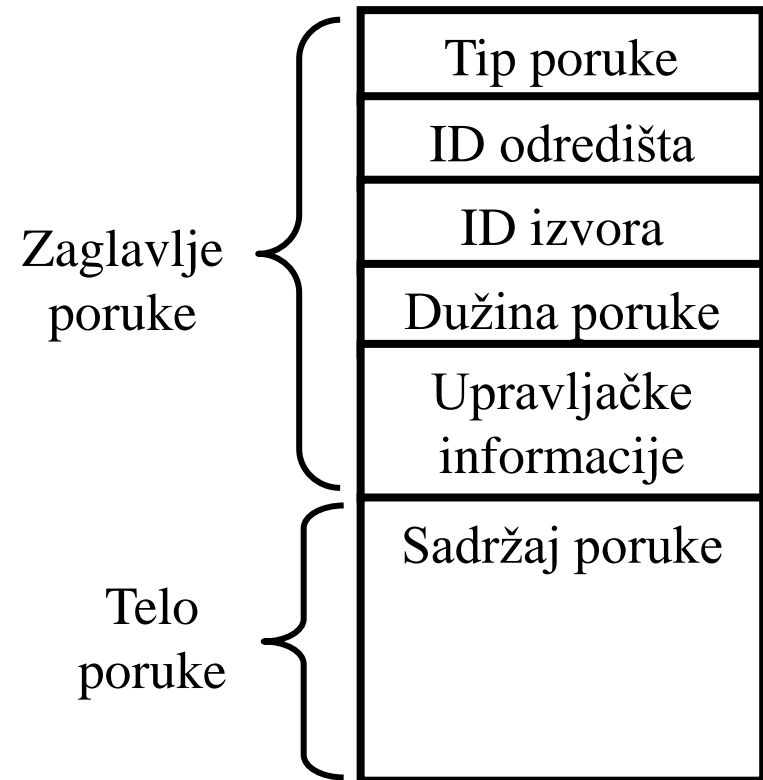 Zaglavlje
poruke
Tip poruke
ID odredišta
ID izvora
Dužina poruke
Upravljačke
informacije
Telo
poruke
Sadržaj poruke